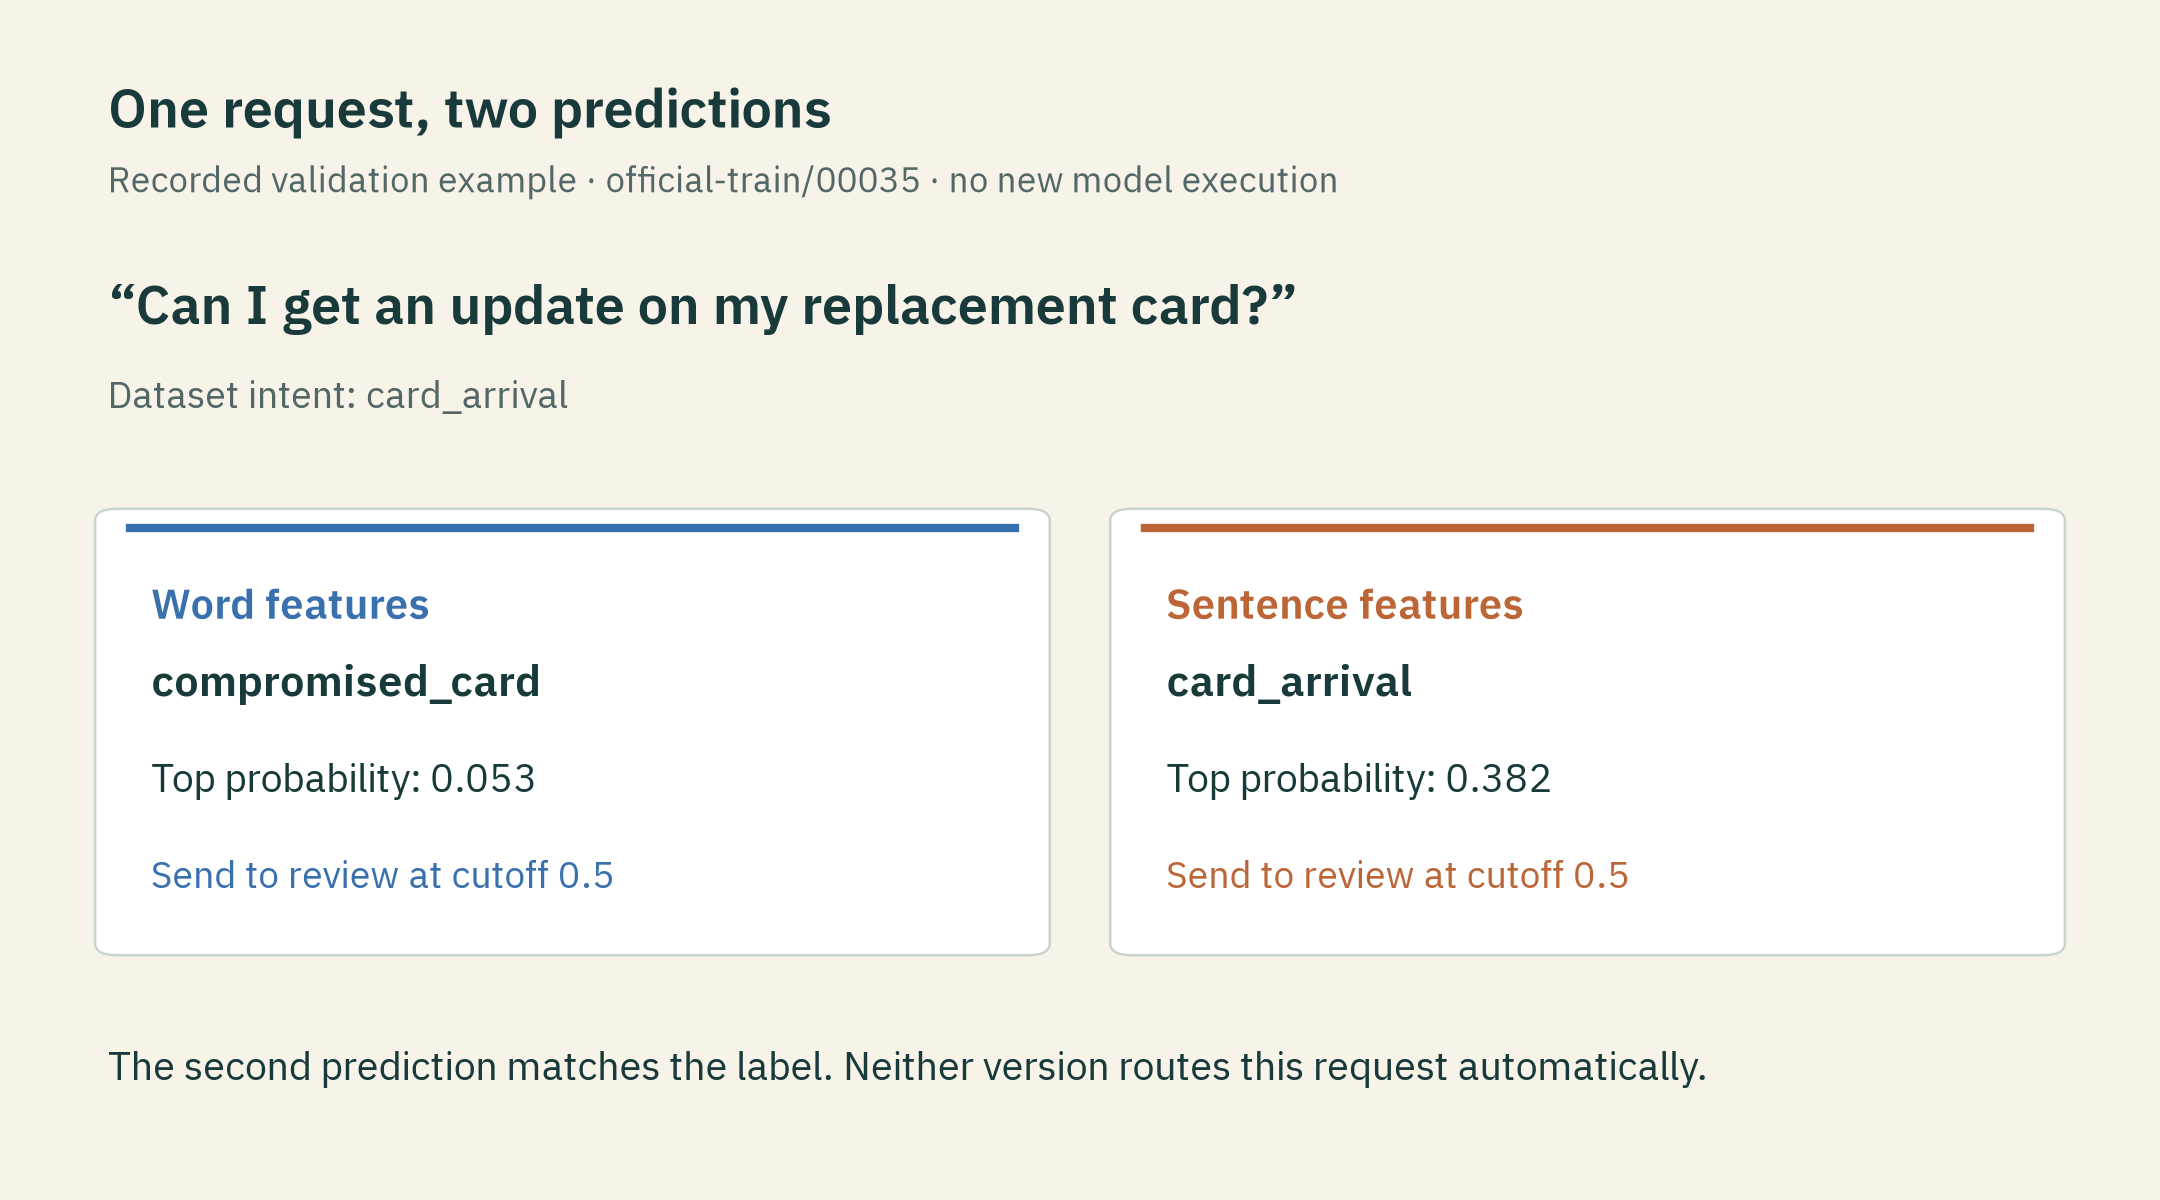 One request, two predictions
Recorded validation example · official-train/00035 · no new model execution
“Can I get an update on my replacement card?”
Dataset intent: card_arrival
Word features
compromised_card
Top probability: 0.053
Send to review at cutoff 0.5
Sentence features
card_arrival
Top probability: 0.382
Send to review at cutoff 0.5
The second prediction matches the label. Neither version routes this request automatically.